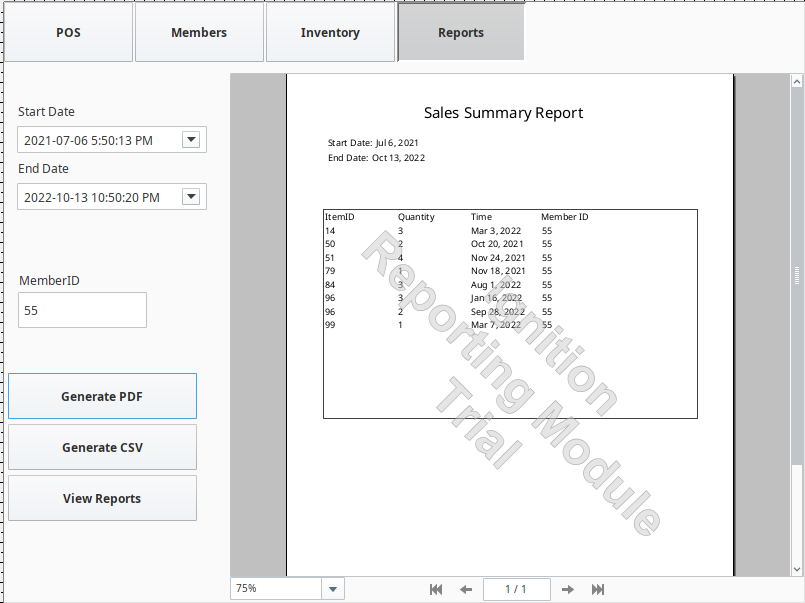 POS Members Inventory Reports
Start Date
2021-07-06 5:50:13 PM
End Date
2022-10-13 10:50:20 PM
MemberID
55
Generate PDF
Generate CSV
View Reports
Sales Summary Report
Start Date: Jul 6, 2021
End Date: Oct 13, 2022
ItemID Quantity Time Member ID
14 3 Mar 3, 2022 55
50 2 Oct 20, 2021 55
51 4 Nov 24, 2021 55
79 1 Nov 18, 2021 55
84 3 Aug 1, 2022 55
96 3 Jan 16, 2022 55
96 2 Sep 28, 2022 55
99 1 Mar 7, 2022 55
Ignition
Reporting Module
Trial
75%
1 / 1